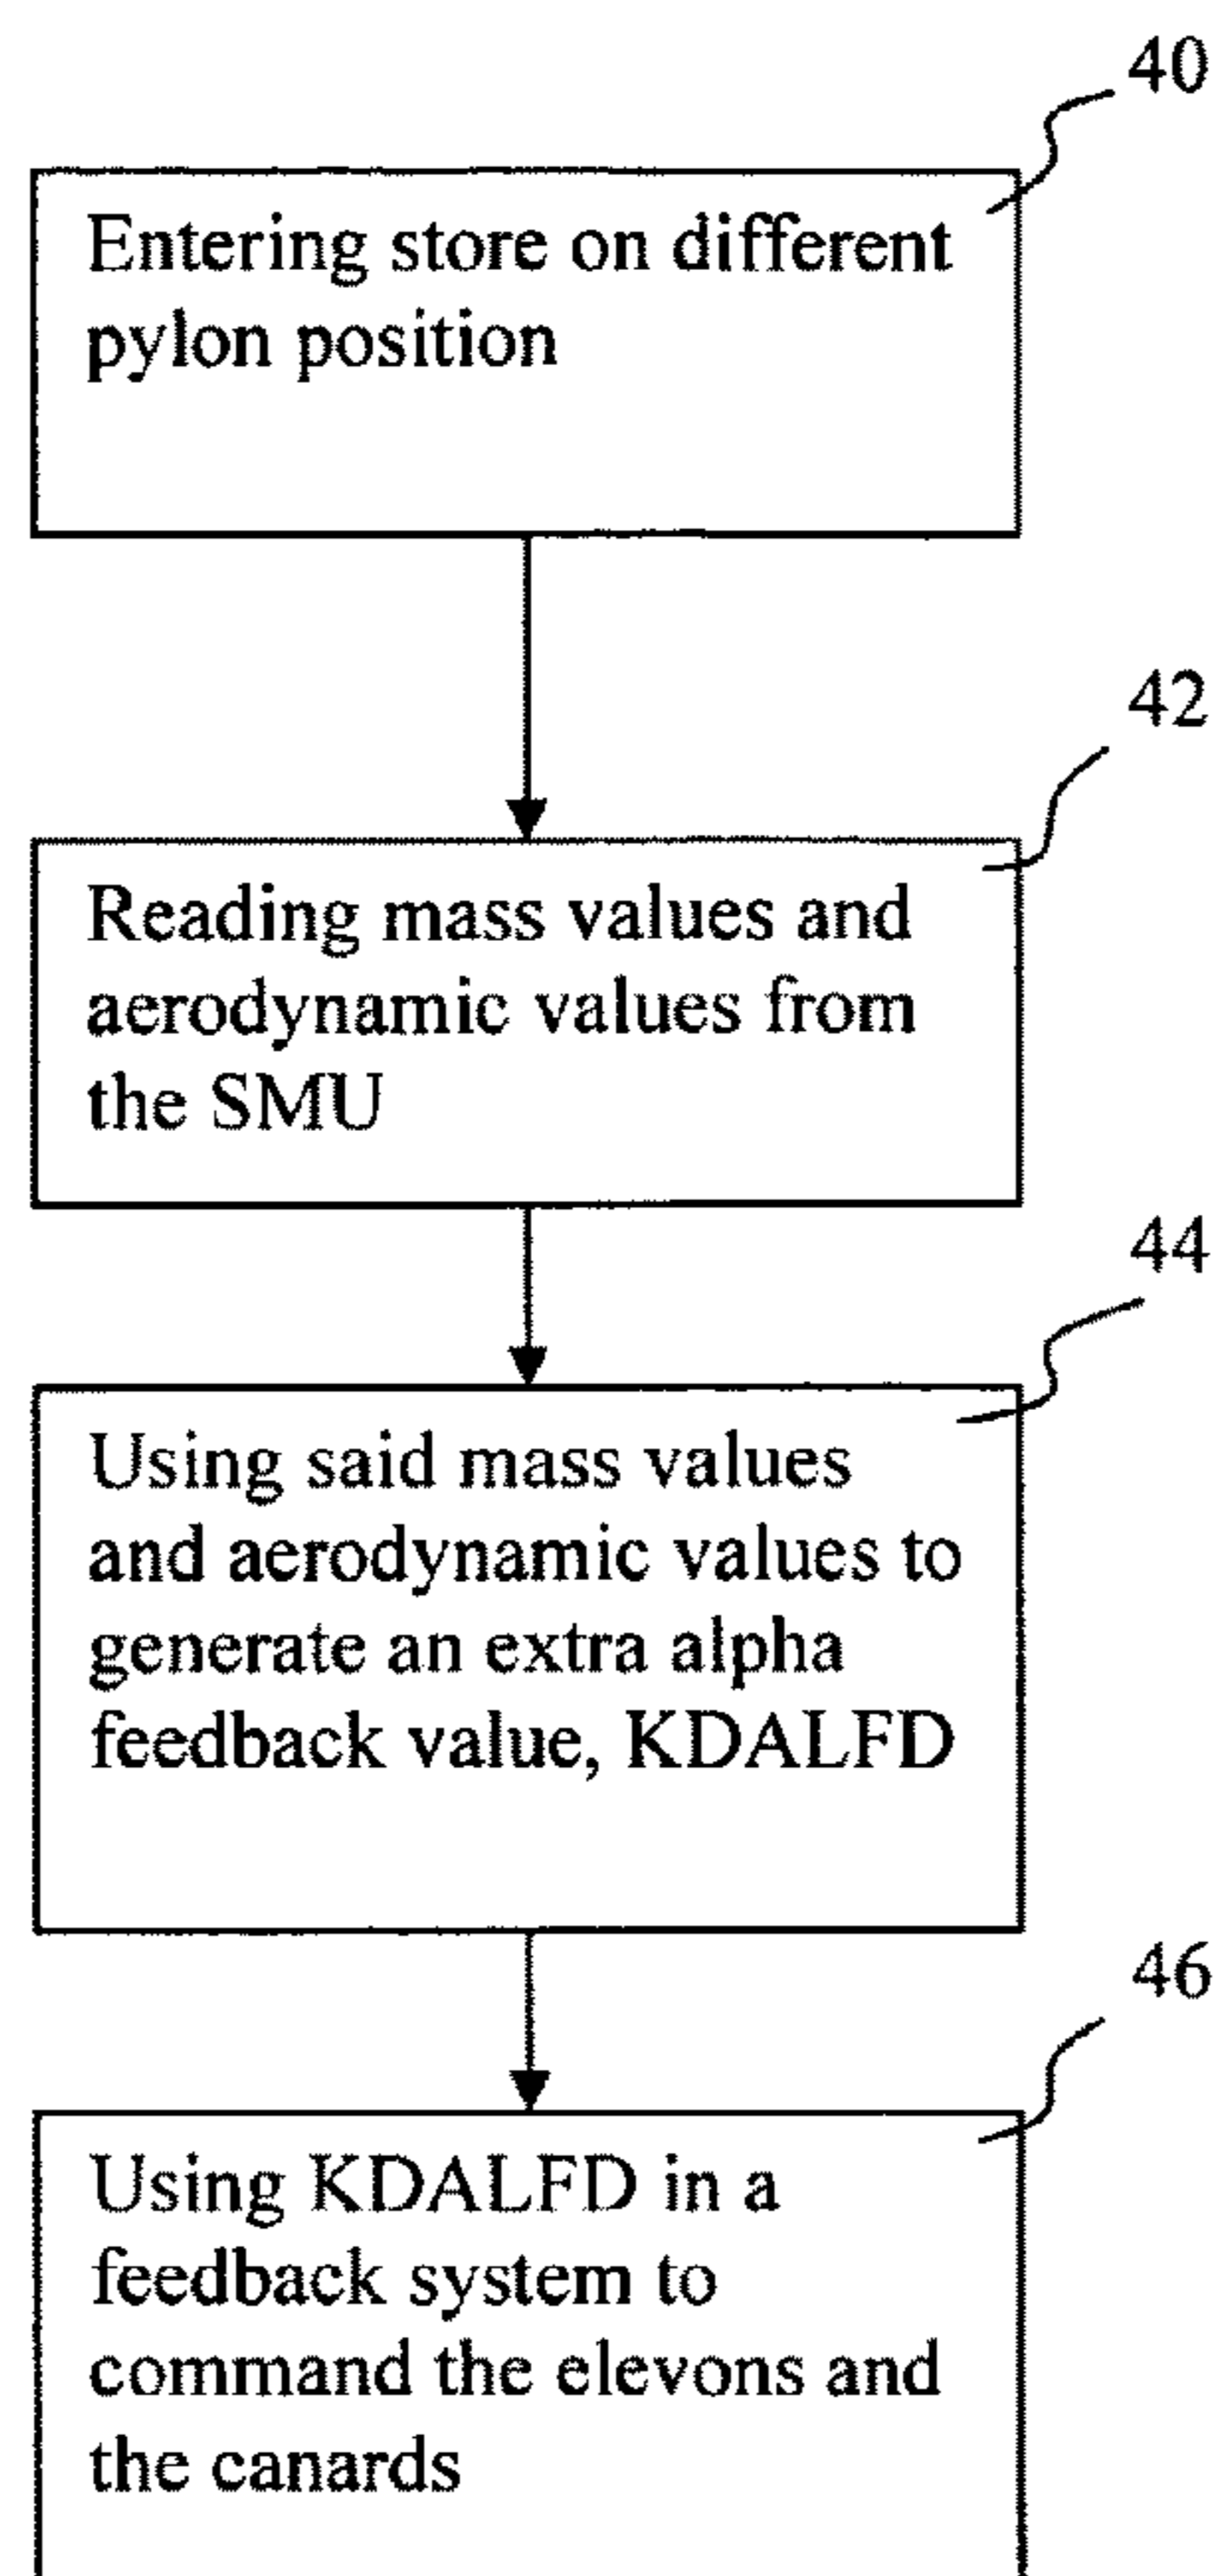 40
Entering store on different
pylon position
42
Reading mass values and
aerodynamic values from
the SMU
44
Using said mass values
and aerodynamic values to
generate an extra alpha
feedback value, KDALFD
46
Using KDALFD in a
feedback system to
command the elevons and
the canards